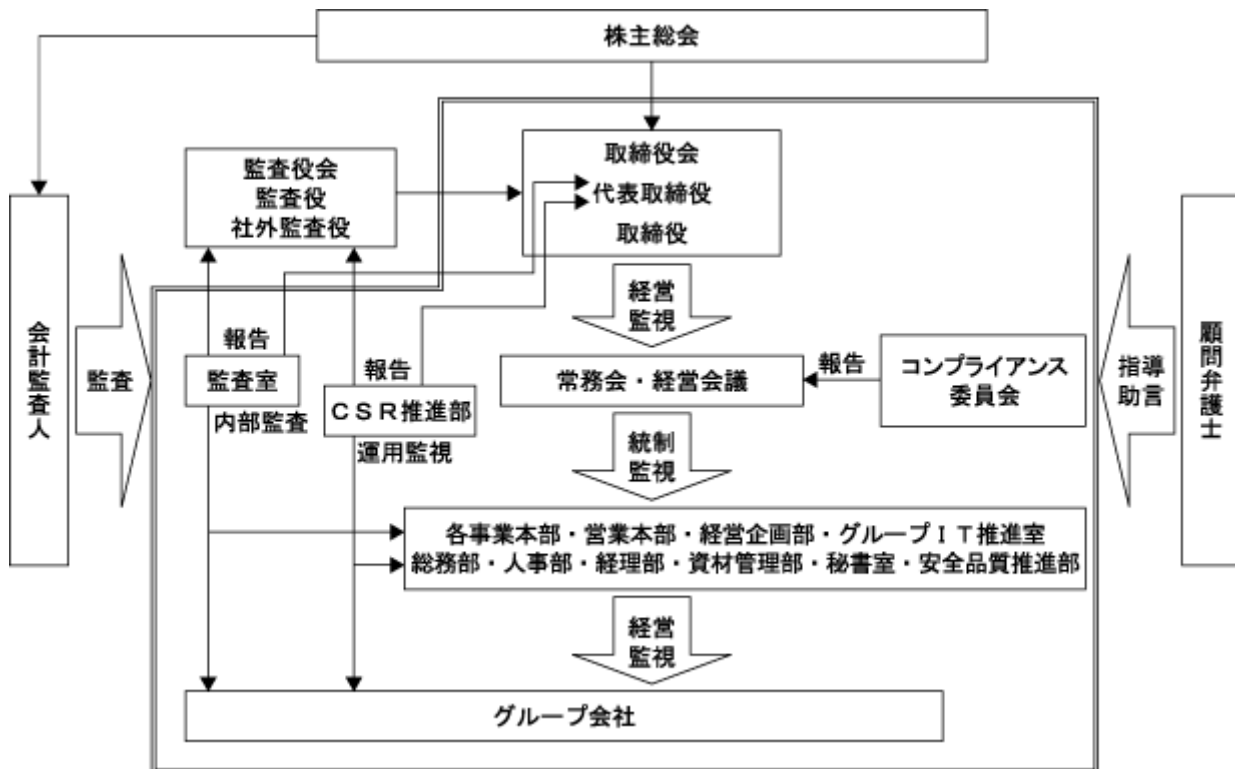 株主総会
取締役会
代表取締役
取締役
監査役会
監査役
社外監査役
会計監査人
監査
経営
監視
報告
監査室
内部監査
報告
CSR推進部
運用監視
常務会・経営会議
報告
コンプライアンス
委員会
指導
助言
顧問弁護士
統制
監視
各事業本部・営業本部・経営企画部・グループIT推進室
総務部・人事部・経理部・資材管理部・秘書室・安全品質推進部
経営
監視
グループ会社